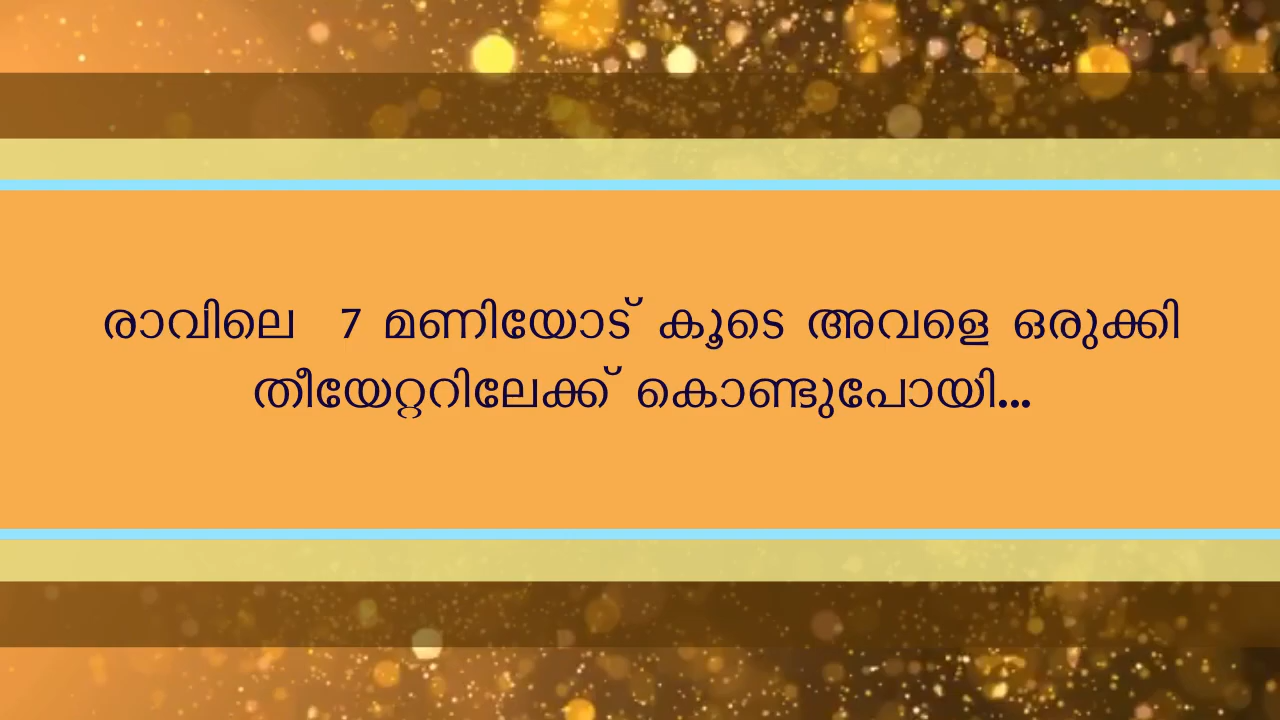 രാവിലെ 7 മണിയോട് കൂടെ അവളെ ഒരുക്കി
തീയേറ്ററിലേക്ക് കൊണ്ടുപോയി...